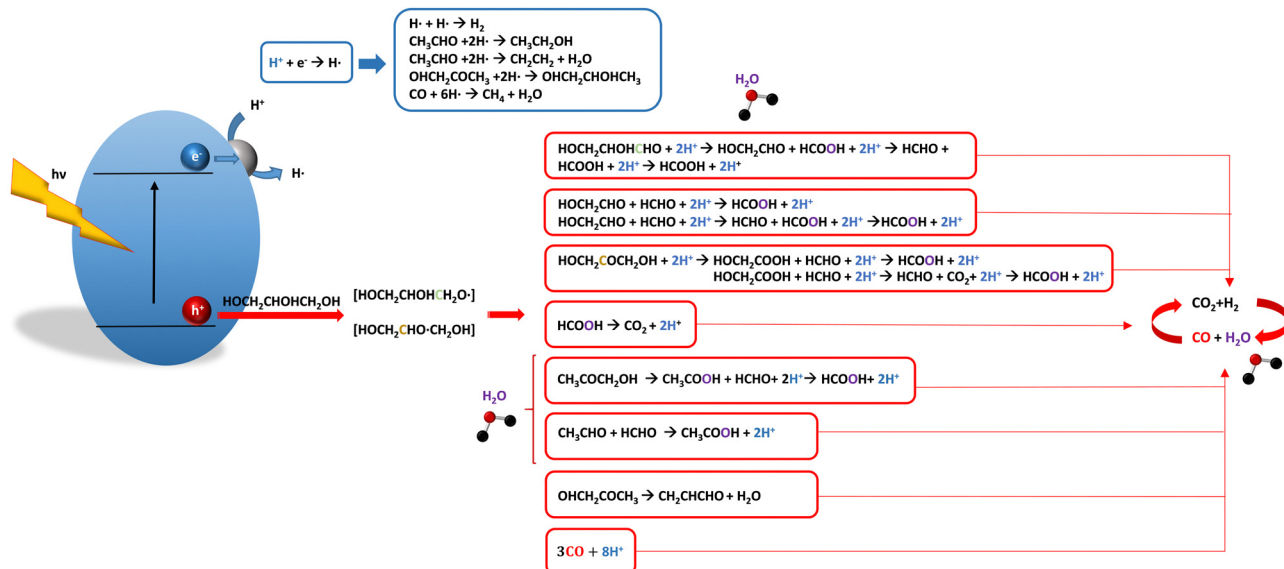 H⁺ + e⁻ → H·
H· + H· → H₂
CH₃CHO +2H· → CH₃CH₂OH
CH₃CHO +2H· → CH₂CH₂ + H₂O
OHCH₂COCH₃ +2H· → OHCH₂CHOHCH₃
CO + 6H· → CH₄ + H₂O
H⁺
e⁻
H·
hν
h⁺
HOCH₂CHOHCH₂OH
[HOCH₂CHOHCH₂O·]
[HOCH₂CHO·CH₂OH]
H₂O
HOCH₂CHOHCHO + 2H⁺ → HOCH₂CHO + HCOOH + 2H⁺ → HCHO +
HCOOH + 2H⁺ → HCOOH + 2H⁺
HOCH₂CHO + HCHO + 2H⁺ → HCOOH + 2H⁺
HOCH₂CHO + HCHO + 2H⁺ → HCHO + HCOOH + 2H⁺ →HCOOH + 2H⁺
HOCH₂COCH₂OH + 2H⁺ → HOCH₂COOH + HCHO + 2H⁺ → HCOOH + 2H⁺
HOCH₂COOH + HCHO + 2H⁺ → HCHO + CO₂+ 2H⁺ → HCOOH + 2H⁺
HCOOH → CO₂ + 2H⁺
H₂O
CH₃COCH₂OH → CH₃COOH + HCHO+ 2H⁺→ HCOOH+ 2H⁺
CH₃CHO + HCHO → CH₃COOH + 2H⁺
OHCH₂COCH₃→ CH₂CHCHO + H₂O
3CO + 8H⁺
CO₂+H₂
CO + H₂O